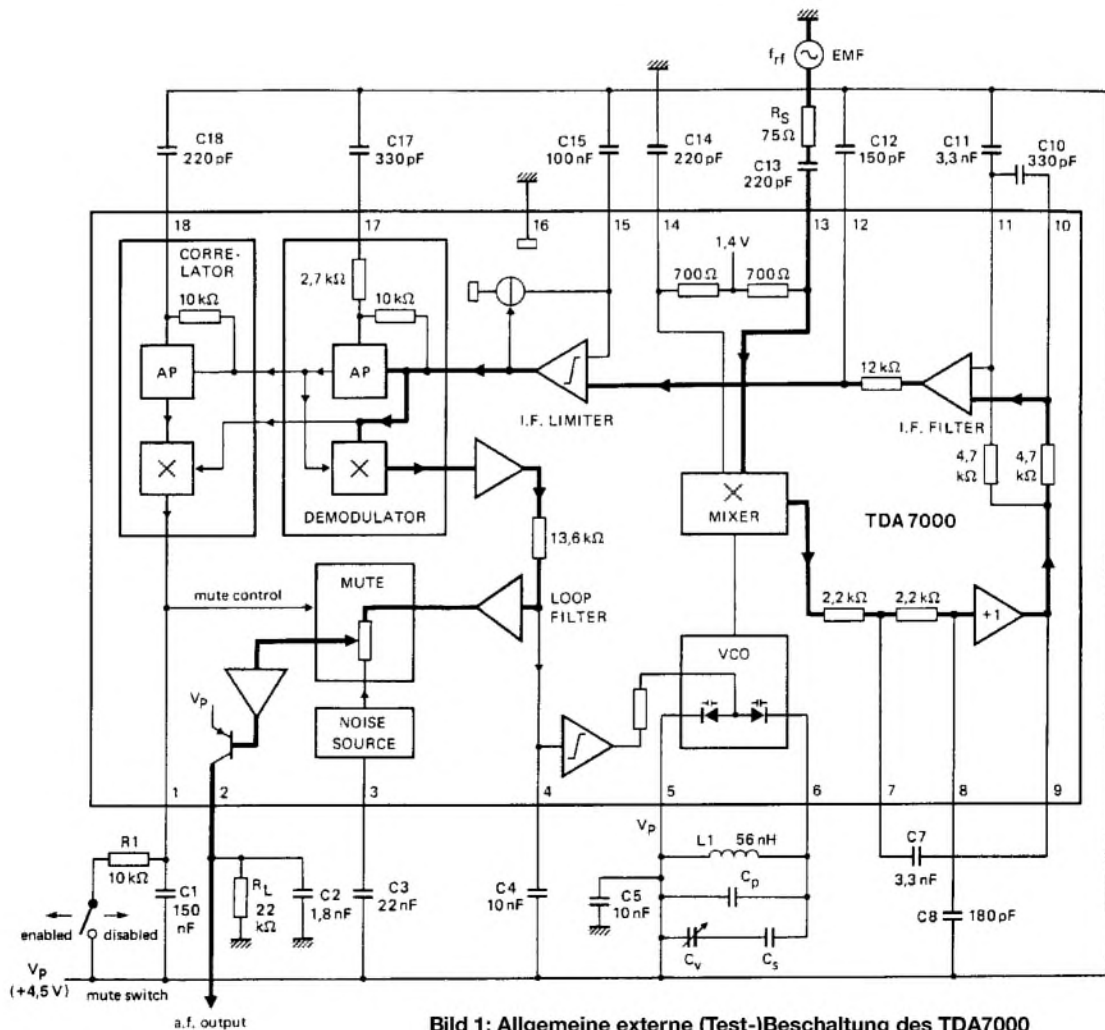 f_rf EMF
C18
220 pF
C17
330 pF
C15
100 nF
C14
220 pF
R_S
75 Ω
C13
220 pF
C12
150 pF
C11
3,3 nF
C10
330 pF
18
17
16
15
14
13
12
11
10
CORRE-
LATOR
10 kΩ
AP
2,7 kΩ
10 kΩ
AP
DEMODULATOR
I.F. LIMITER
1,4 V
700 Ω
700 Ω
12 kΩ
I.F. FILTER
4,7
kΩ
4,7
kΩ
MIXER
TDA7000
13,6 kΩ
mute control
MUTE
LOOP
FILTER
2,2 kΩ
2,2 kΩ
+1
VCO
V_P
NOISE
SOURCE
1
2
3
4
5
6
7
8
9
R1
10 kΩ
C1
150
nF
R_L
22
kΩ
C2
1,8 nF
C3
22 nF
C4
10 nF
V_P
L1
56 nH
C5
10 nF
C_p
C_v
C_s
C7
3,3 nF
C8
180 pF
enabled
disabled
V_P
(+4,5 V)
mute switch
a.f. output
Bild 1: Allgemeine externe (Test-)Beschaltung des TDA7000